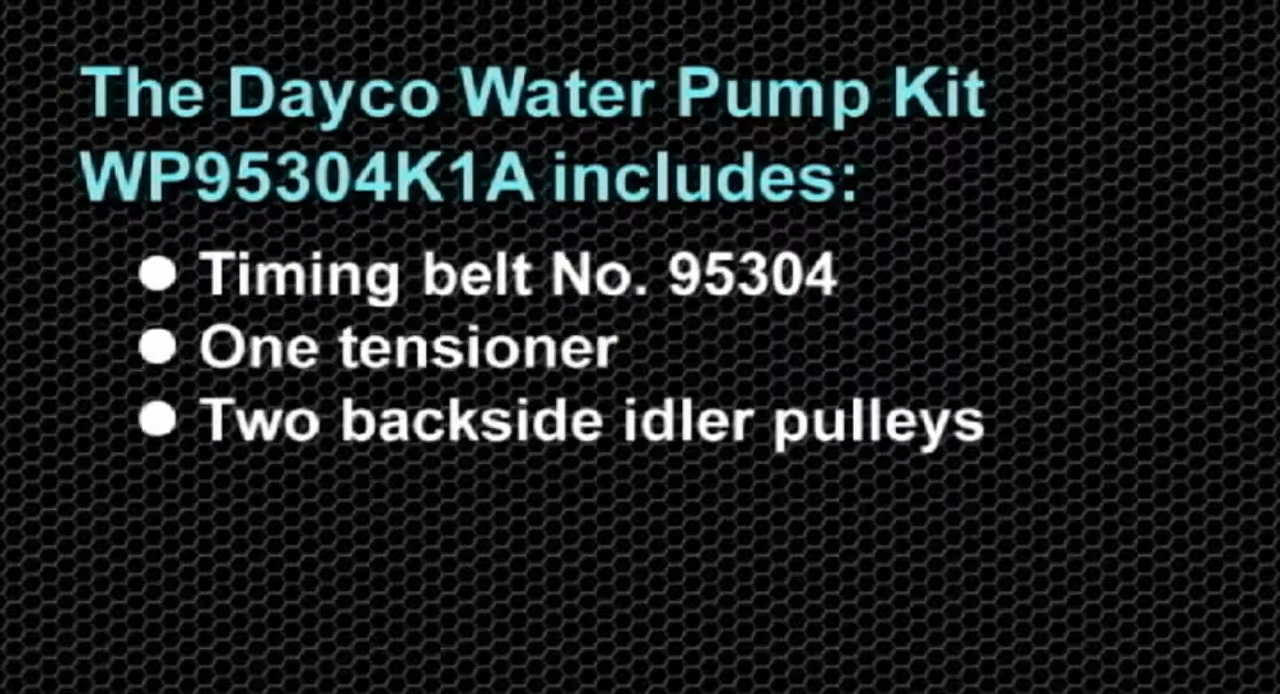 The Dayco Water Pump Kit
WP95304K1A includes:
● Timing belt No. 95304
● One tensioner
● Two backside idler pulleys